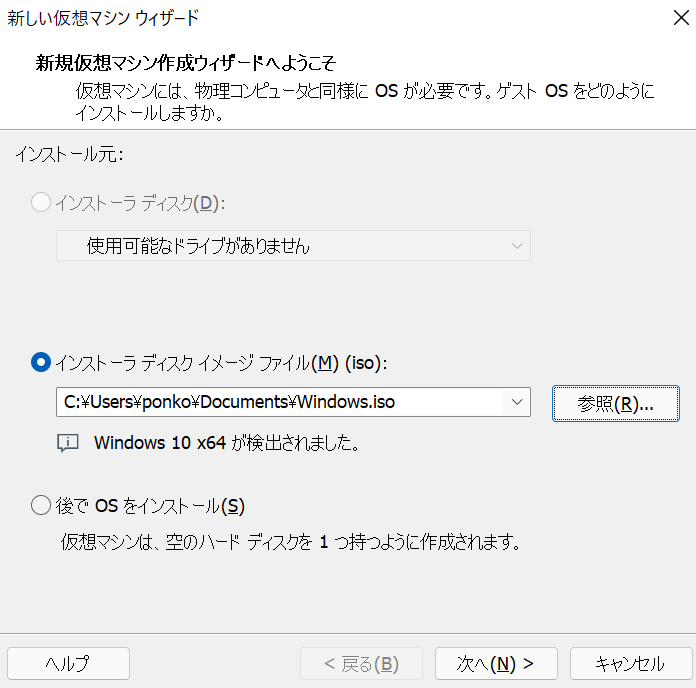 新しい仮想マシン ウィザード
新規仮想マシン作成ウィザードへようこそ
仮想マシンには、物理コンピュータと同様に OS が必要です。ゲスト OS をどのように
インストールしますか。
インストール元:
インストーラ ディスク(D):
使用可能なドライブがありません
インストーラ ディスク イメージ ファイル(M) (iso):
C:¥Users¥ponko¥Documents¥Windows.iso
参照(R)...
Windows 10 x64 が検出されました。
後で OS をインストール(S)
仮想マシンは、空のハード ディスクを 1 つ持つように作成されます。
ヘルプ
< 戻る(B)
次へ(N) >
キャンセル